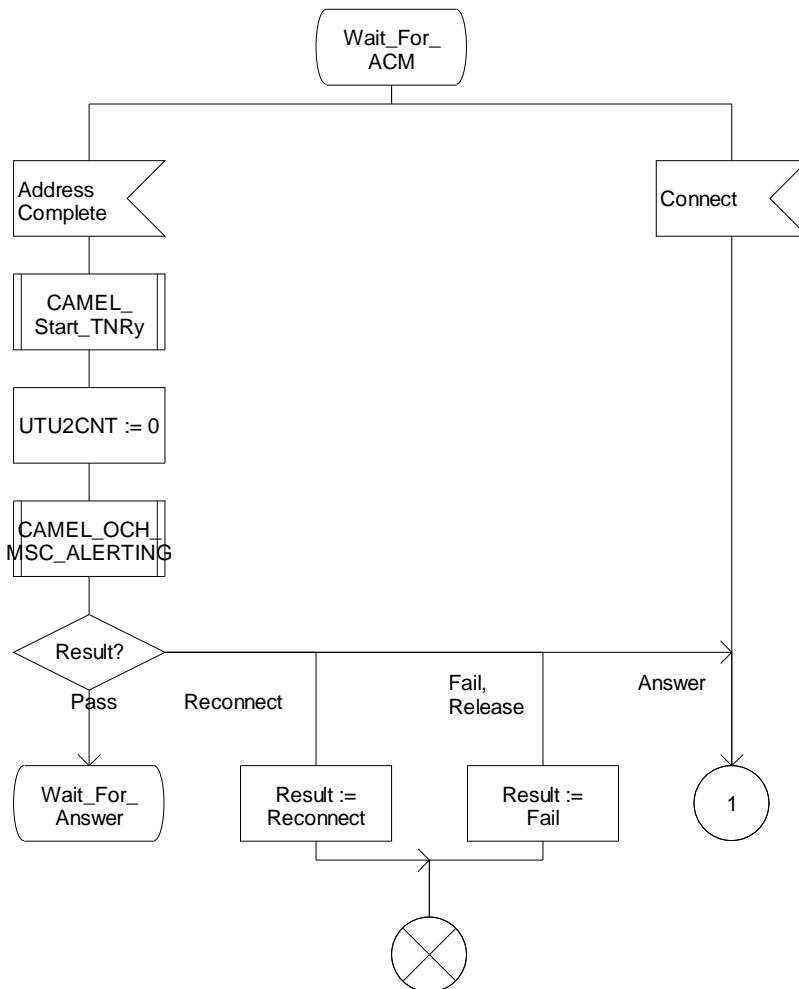 Wait_For_
ACM
Address
Complete
Connect
CAMEL_
Start_TNRy
UTU2CNT := 0
CAMEL_OCH_
MSC_ALERTING
Result?
Pass
Reconnect
Fail,
Release
Answer
Wait_For_
Answer
Result :=
Reconnect
Result :=
Fail
1